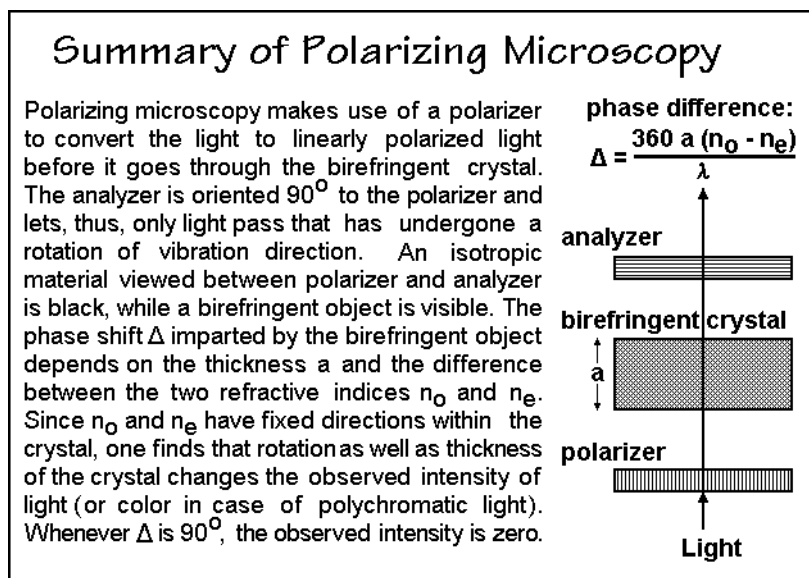 Summary of Polarizing Microscopy
Polarizing microscopy makes use of a polarizer
to convert the light to linearly polarized light
before it goes through the birefringent crystal.
The analyzer is oriented 90° to the polarizer and
lets, thus, only light pass that has undergone a
rotation of vibration direction. An isotropic
material viewed between polarizer and analyzer
is black, while a birefringent object is visible. The
phase shift Δ imparted by the birefringent object
depends on the thickness a and the difference
between the two refractive indices nₒ and nₑ.
Since nₒ and nₑ have fixed directions within the
crystal, one finds that rotation as well as thickness
of the crystal changes the observed intensity of
light (or color in case of polychromatic light).
Whenever Δ is 90°, the observed intensity is zero.
phase difference:
Δ = 360 a (nₒ - nₑ) / λ
analyzer
birefringent crystal
a
polarizer
Light